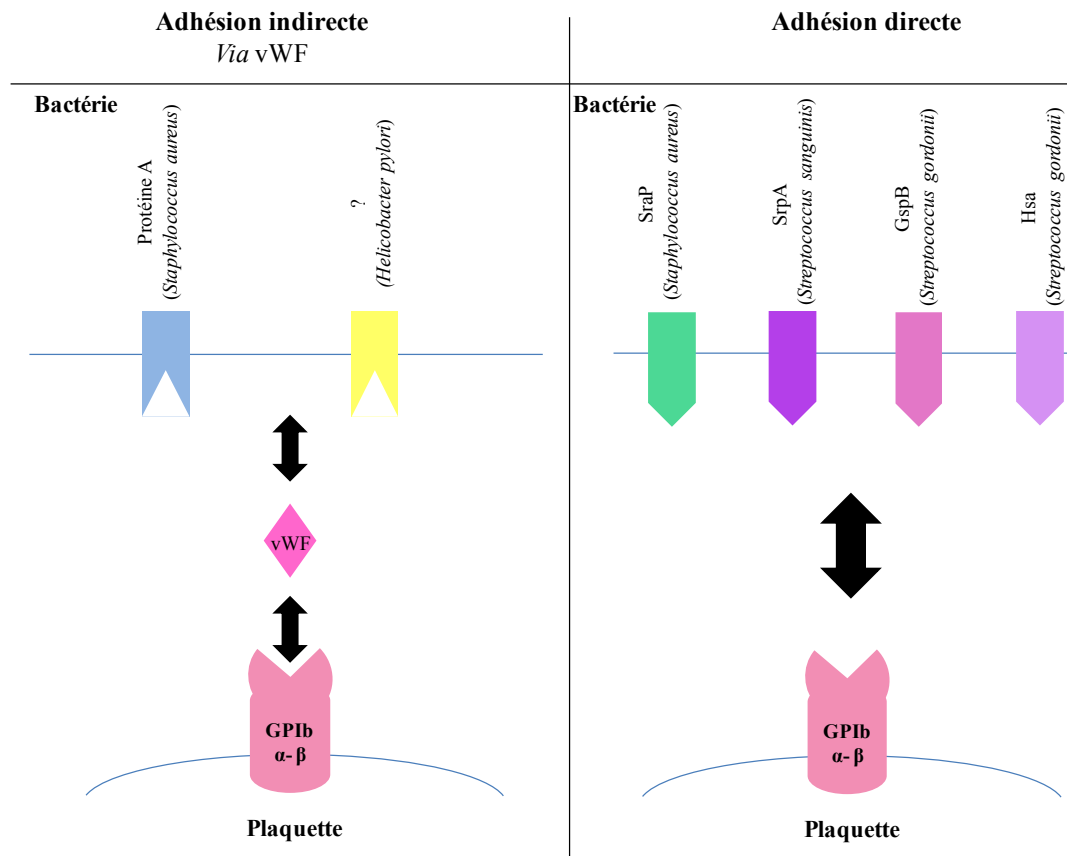 Adhésion indirecte
Via vWF
Bactérie
Protéine A
(Staphylococcus aureus)
?
(Helicobacter pylori)
vWF
GPIb
α- β
Plaquette
Adhésion directe
Bactérie
SraP
(Staphylococcus aureus)
SrpA
(Streptococcus sanguinis)
GspB
(Streptococcus gordonii)
Hsa
(Streptococcus gordonii)
GPIb
α- β
Plaquette